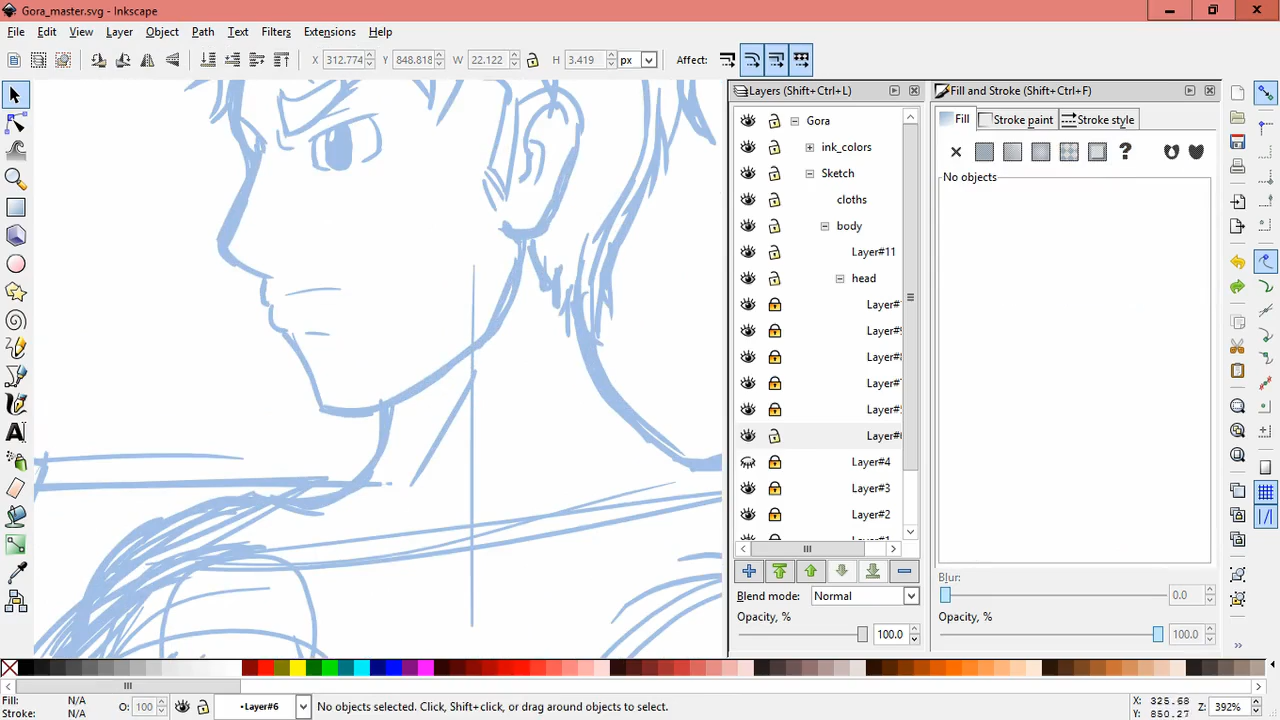 Gora_master.svg - Inkscape
File Edit View Layer Object Path Text Filters Extensions Help
X 312.774 Y 848.818 W 22.122 H 3.419 px Affect:
Layers (Shift+Ctrl+L)
Fill and Stroke (Shift+Ctrl+F)
Gora
ink_colors
Sketch
cloths
body
Layer#11
head
Layer#
Layer#
Layer#
Layer#4
Layer#3
Layer#2
Fill Stroke paint Stroke style
?
No objects
Blend mode: Normal
Opacity, %
100.0
Blur:
0.0
Opacity, %
100.0
Fill: N/A
Stroke: N/A
O: 100
•Layer#6
No objects selected. Click, Shift+click, or drag around objects to select.
X: 325.68
Y: 850.27
Z: 392%